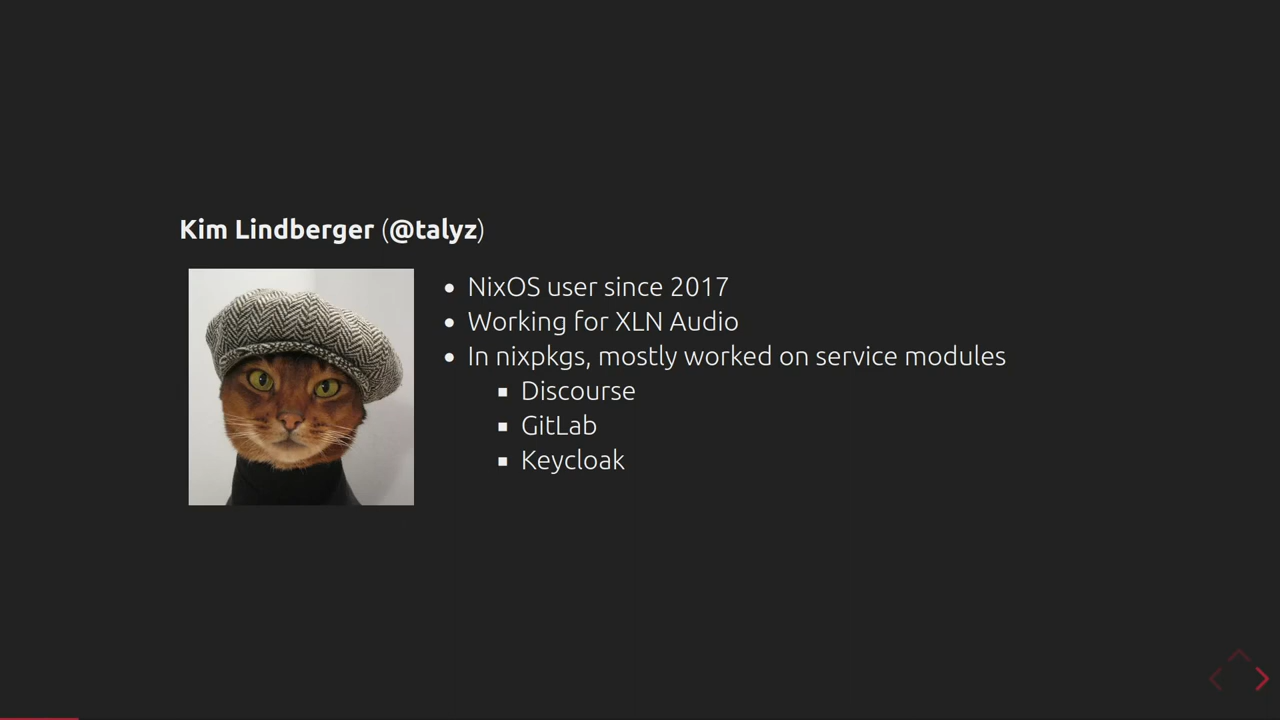 Kim Lindberger (@talyz)
NixOS user since 2017
Working for XLN Audio
In nixpkgs, mostly worked on service modules
Discourse
GitLab
Keycloak